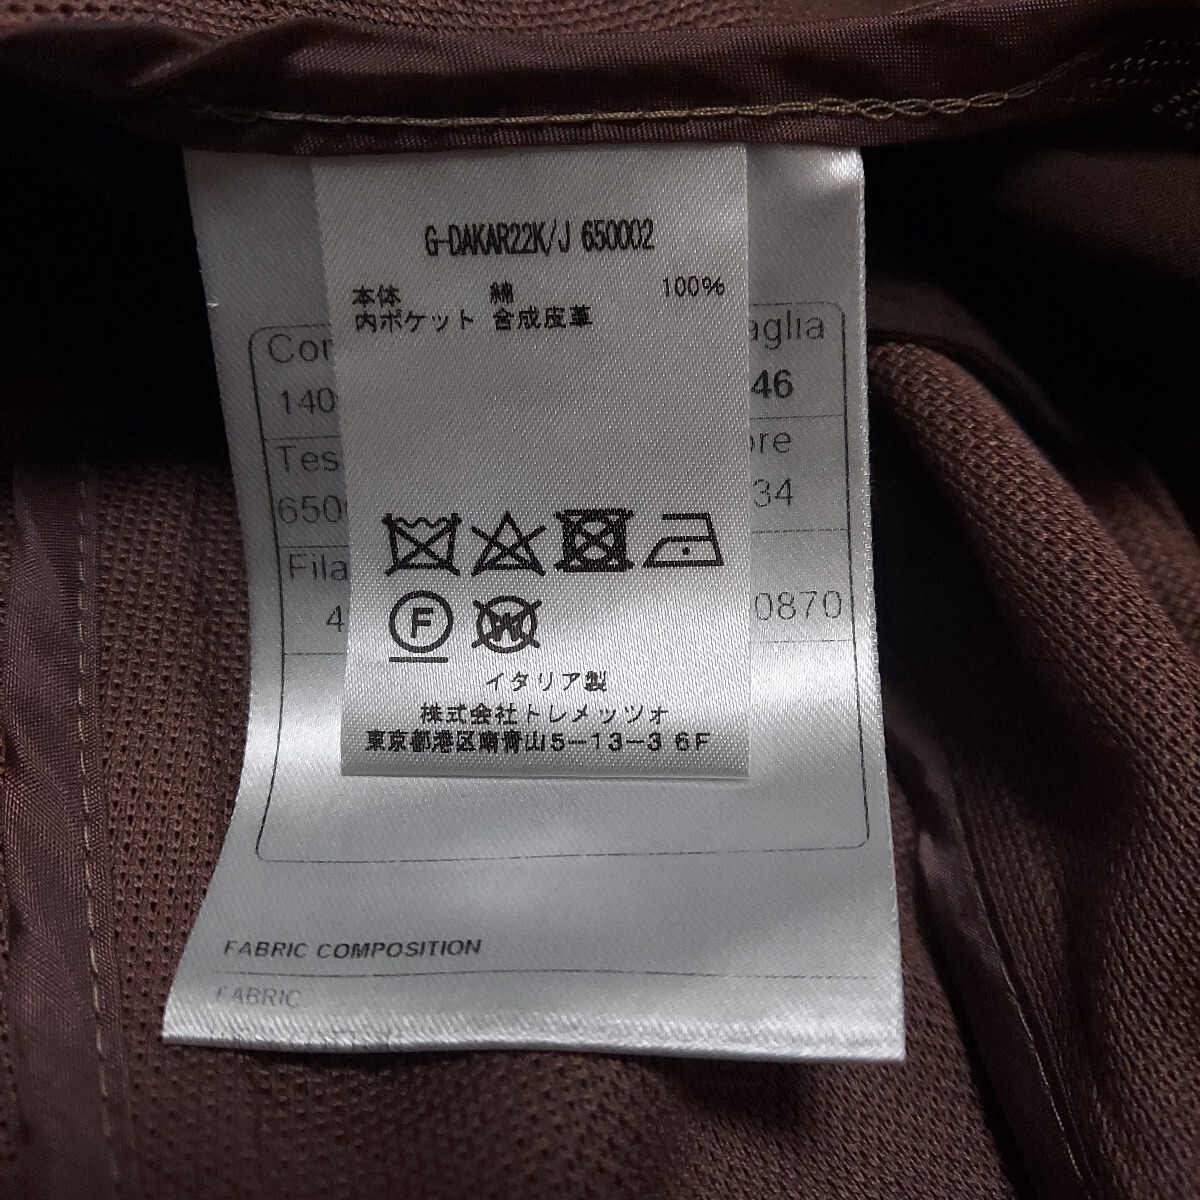 G-DAKAR22K/J 650002
本体 綿 100%
内ポケット 合成皮革
aglia
140 46
Tes ore
650 34
Fila
4 0870
F
W
イタリア製
株式会社トレメッツォ
東京都港区南青山5-13-3 6F
FABRIC COMPOSITION
FABRIC